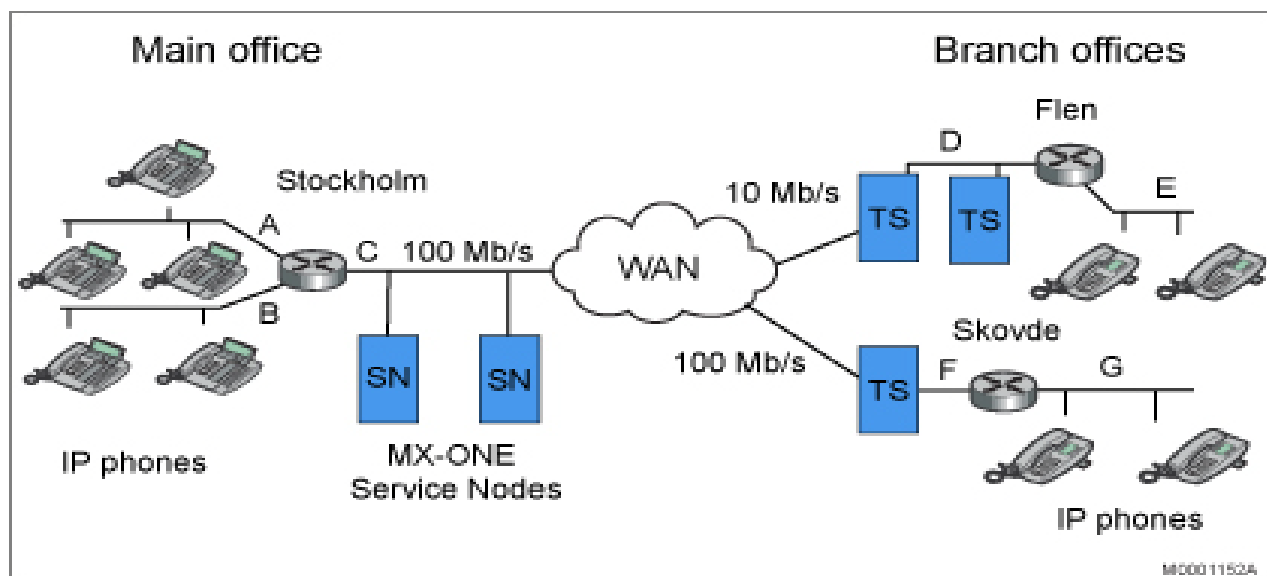 Main office
Branch offices
Flen
D
Stockholm
E
10 Mb/s
TS
TS
A
C
100 Mb/s
WAN
B
Skovde
100 Mb/s
F
G
SN
SN
TS
IP phones
MX-ONE
Service Nodes
IP phones
MI0001152A